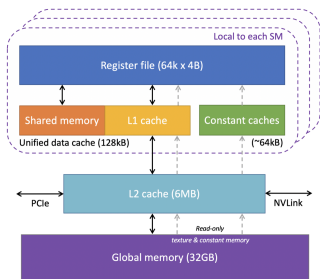 Local to each SM
Register file (64k x 4B)
Shared memory
L1 cache
Constant caches
Unified data cache (128kB)
(~64kB)
L2 cache (6MB)
PCIe
NVLink
Read-only
texture & constant memory
Global memory (32GB)